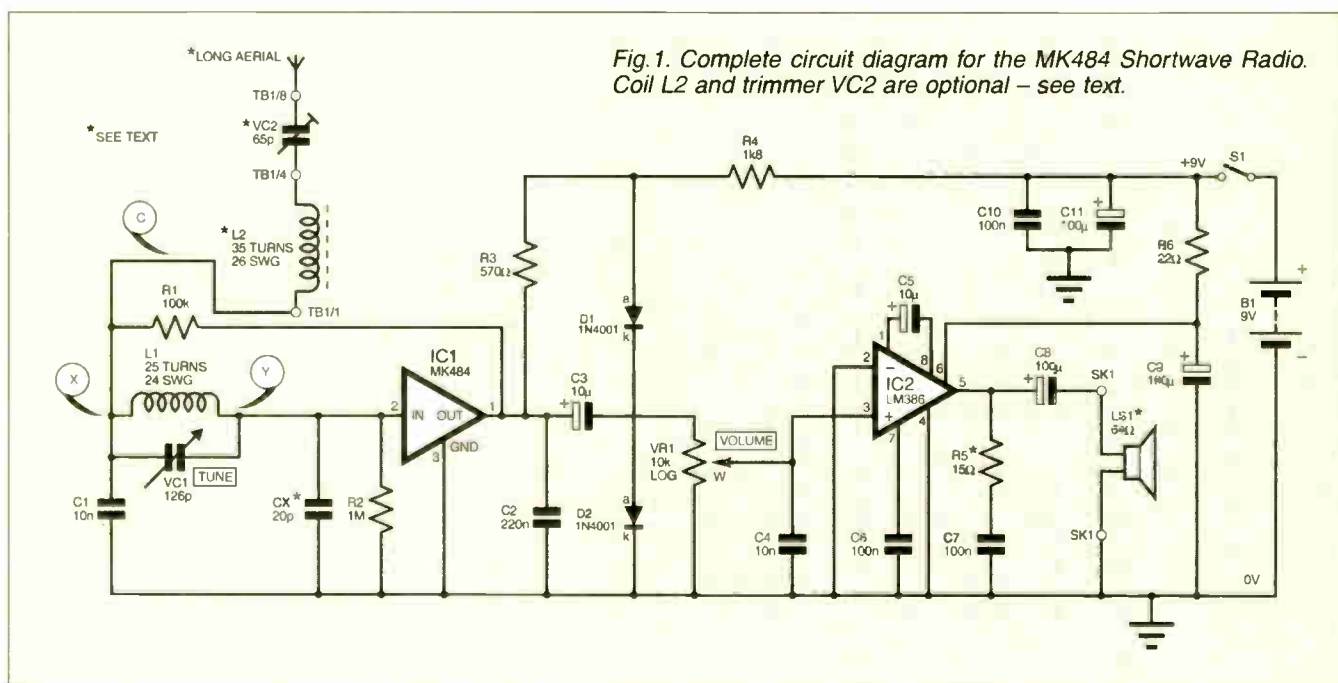 Fig.1. Complete circuit diagram for the MK484 Shortwave Radio.
Coil L2 and trimmer VC2 are optional – see text.
*LONG AERIAL
TB1/8
*VC2
65p
*SEE TEXT
TB1/4
C
*L2
35 TURNS
26 SWG
TB1/1
R1
100k
X
L1
25 TURNS
24 SWG
Y
VC1
126p
TUNE
C1
10n
CX*
20p
R2
1M
IC1
MK484
2
IN
OUT
1
GND
3
R3
570Ω
C2
220n
C3
10µ
+
a
D1
1N4001
k
a
D2
1N4001
k
R4
1k8
VR1
10k
LOG
VOLUME
W
C4
10n
C5
10µ
+
1
8
6
2
−
IC2
LM386
3
+
7
4
5
C6
100n
R5*
15Ω
C7
100n
C8
100µ
+
SK1
LS1*
64Ω
SK1
C10
100n
C11
100µ
+
+9V
S1
R6
22Ω
C9
100µ
+
B1
9V
+
−
0V